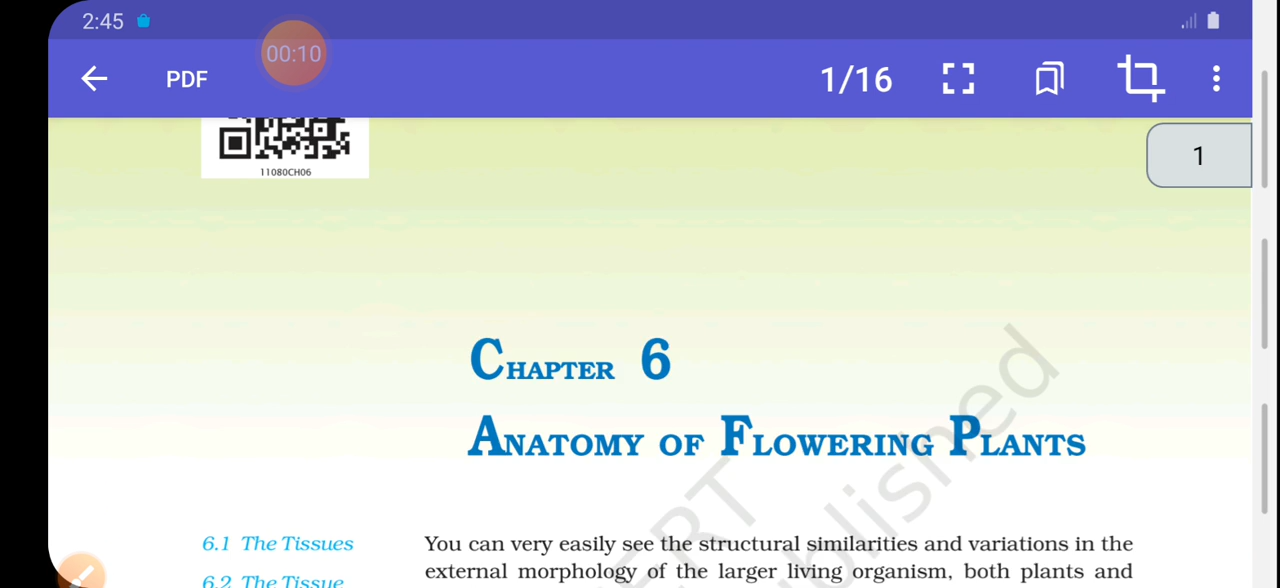 2:45
00:10
PDF
1/16
1
11080CH06
CHAPTER 6
ANATOMY OF FLOWERING PLANTS
6.1 The Tissues
You can very easily see the structural similarities and variations in the
6.2 The Tissue
external morphology of the larger living organism, both plants and
ERT
published